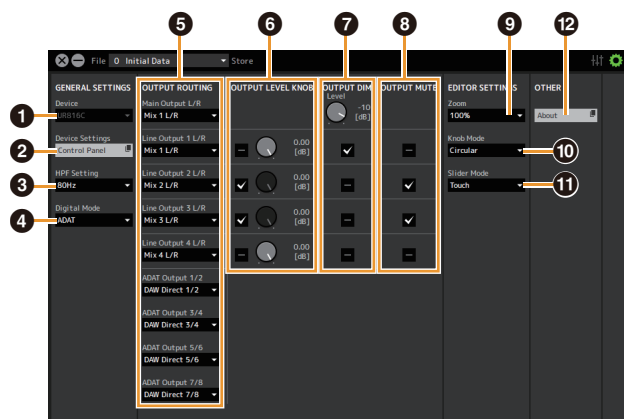 5 6 7 8 9 12
File 0 Initial Data Store
GENERAL SETTINGS OUTPUT ROUTING OUTPUT LEVEL KNOB OUTPUT DIM OUTPUT MUTE EDITOR SETTINGS OTHER
1
Device
UR816C
2
Device Settings
Control Panel
3
HPF Setting
80Hz
4
Digital Mode
ADAT
Main Output L/R
Mix 1 L/R
Line Output 1 L/R
Mix 1 L/R
Line Output 2 L/R
Mix 2 L/R
Line Output 3 L/R
Mix 3 L/R
Line Output 4 L/R
Mix 4 L/R
ADAT Output 1/2
DAW Direct 1/2
ADAT Output 3/4
DAW Direct 3/4
ADAT Output 5/6
DAW Direct 5/6
ADAT Output 7/8
DAW Direct 7/8
0.00
[dB]
0.00
[dB]
0.00
[dB]
0.00
[dB]
Level
-10
[dB]
Zoom
100%
Knob Mode
Circular
10
Slider Mode
Touch
11
About